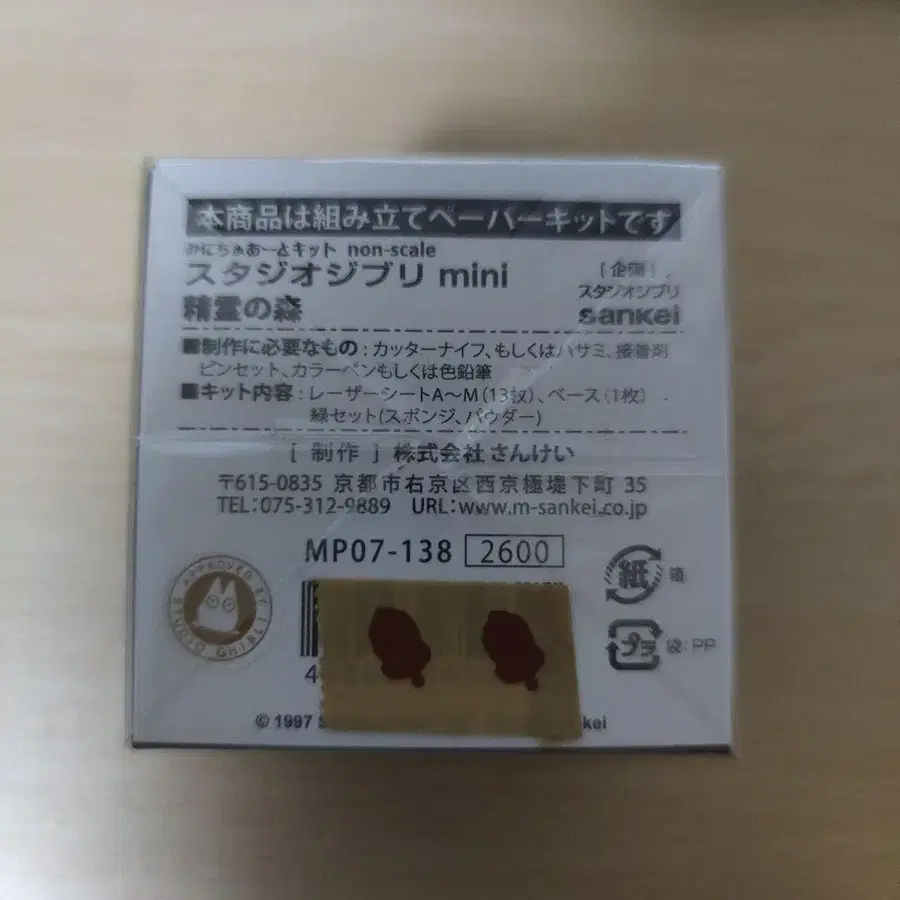 本商品は組み立てペーパーキットです
みにちゅあーとキット non-scale
スタジオジブリ mini
[ 企画 ]
スタジオジブリ
精霊の森
sankei
■制作に必要なもの : カッターナイフ、もしくはハサミ、接着剤
ピンセット、カラーペンもしくは色鉛筆
■キット内容 : レーザーシートA～M (13枚)、ベース (1枚)
緑セット(スポンジ、パウダー)
[ 制作 ] 株式会社 さんけい
〒615-0835 京都市右京区西京極堤下町 35
TEL:075-312-9889 URL:www.m-sankei.co.jp
MP07-138 2600
紙 箱
APPROVED BY STUDIO GHIBLI
プラ 袋:PP
4
© 1997